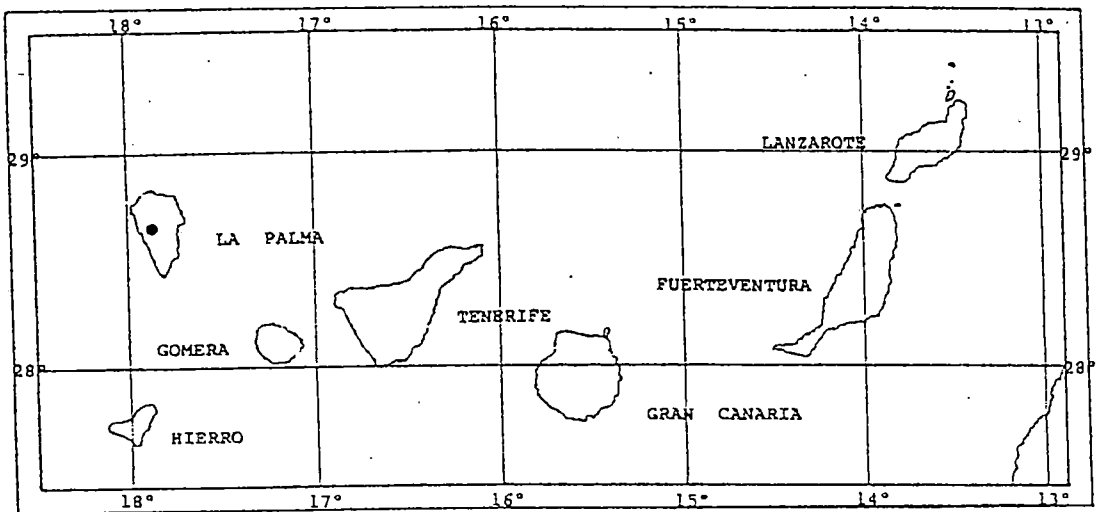 18° 17° 16° 15° 14° 13°
LANZAROTE
29° 29°
LA PALMA
FUERTEVENTURA
TENERIFE
GOMERA
28° 28°
GRAN CANARIA
HIERRO
18° 17° 16° 15° 14° 13°